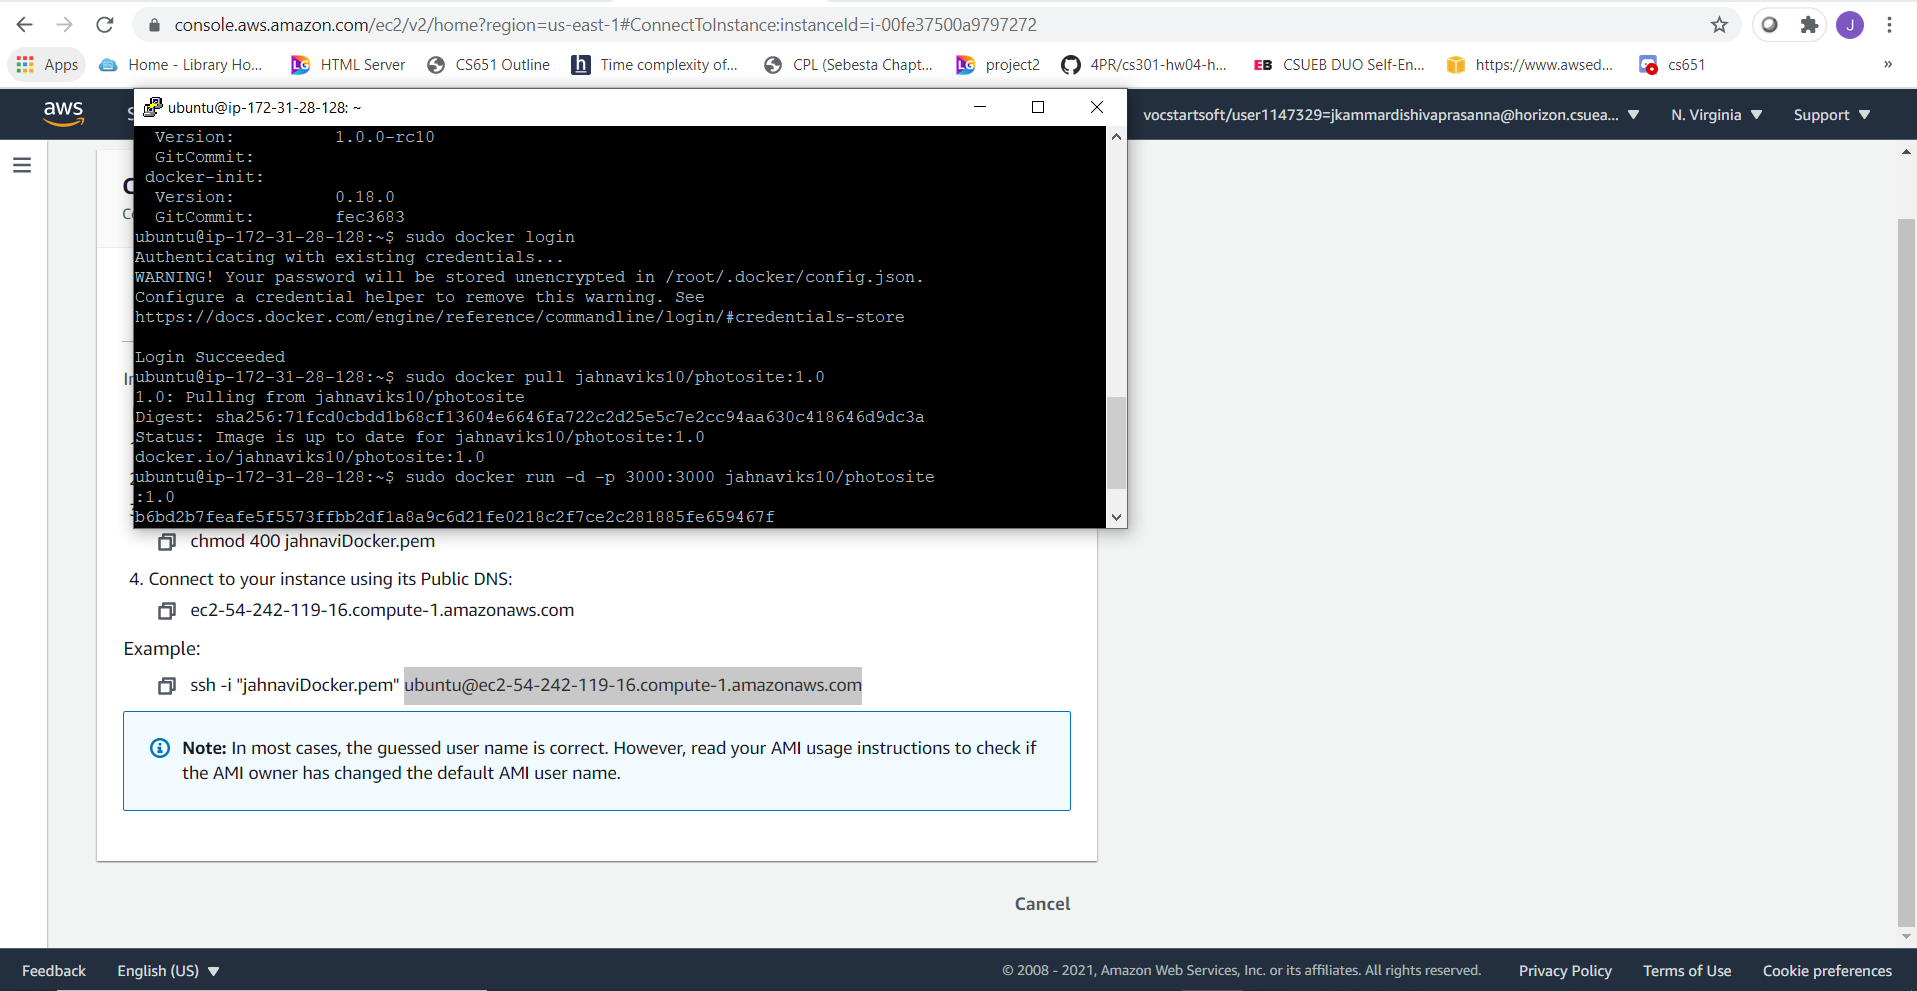 console.aws.amazon.com/ec2/v2/home?region=us-east-1#ConnectToInstance:instanceId=i-00fe37500a9797272
J
Apps
Home - Library Ho...
LG
HTML Server
CS651 Outline
h
Time complexity of...
CPL (Sebesta Chapt...
LG
project2
4PR/cs301-hw04-h...
EB
CSUEB DUO Self-En...
https://www.awsed...
cs651
»
aws
vocstartsoft/user1147329=jkammardishivaprasanna@horizon.csuea...
N. Virginia
Support
ubuntu@ip-172-31-28-128: ~
Version: 1.0.0-rc10
GitCommit:
docker-init:
Version: 0.18.0
GitCommit: fec3683
ubuntu@ip-172-31-28-128:~$ sudo docker login
Authenticating with existing credentials...
WARNING! Your password will be stored unencrypted in /root/.docker/config.json.
Configure a credential helper to remove this warning. See
https://docs.docker.com/engine/reference/commandline/login/#credentials-store
Login Succeeded
ubuntu@ip-172-31-28-128:~$ sudo docker pull jahnaviks10/photosite:1.0
1.0: Pulling from jahnaviks10/photosite
Digest: sha256:71fcd0cbdd1b68cf13604e6646fa722c2d25e5c7e2cc94aa630c418646d9dc3a
Status: Image is up to date for jahnaviks10/photosite:1.0
docker.io/jahnaviks10/photosite:1.0
ubuntu@ip-172-31-28-128:~$ sudo docker run -d -p 3000:3000 jahnaviks10/photosite
:1.0
b6bd2b7feafe5f5573ffbb2df1a8a9c6d21fe0218c2f7ce2c281885fe659467f
chmod 400 jahnaviDocker.pem
4. Connect to your instance using its Public DNS:
ec2-54-242-119-16.compute-1.amazonaws.com
Example:
ssh -i "jahnaviDocker.pem" ubuntu@ec2-54-242-119-16.compute-1.amazonaws.com
Note: In most cases, the guessed user name is correct. However, read your AMI usage instructions to check if
the AMI owner has changed the default AMI user name.
Cancel
Feedback
English (US)
© 2008 - 2021, Amazon Web Services, Inc. or its affiliates. All rights reserved.
Privacy Policy
Terms of Use
Cookie preferences